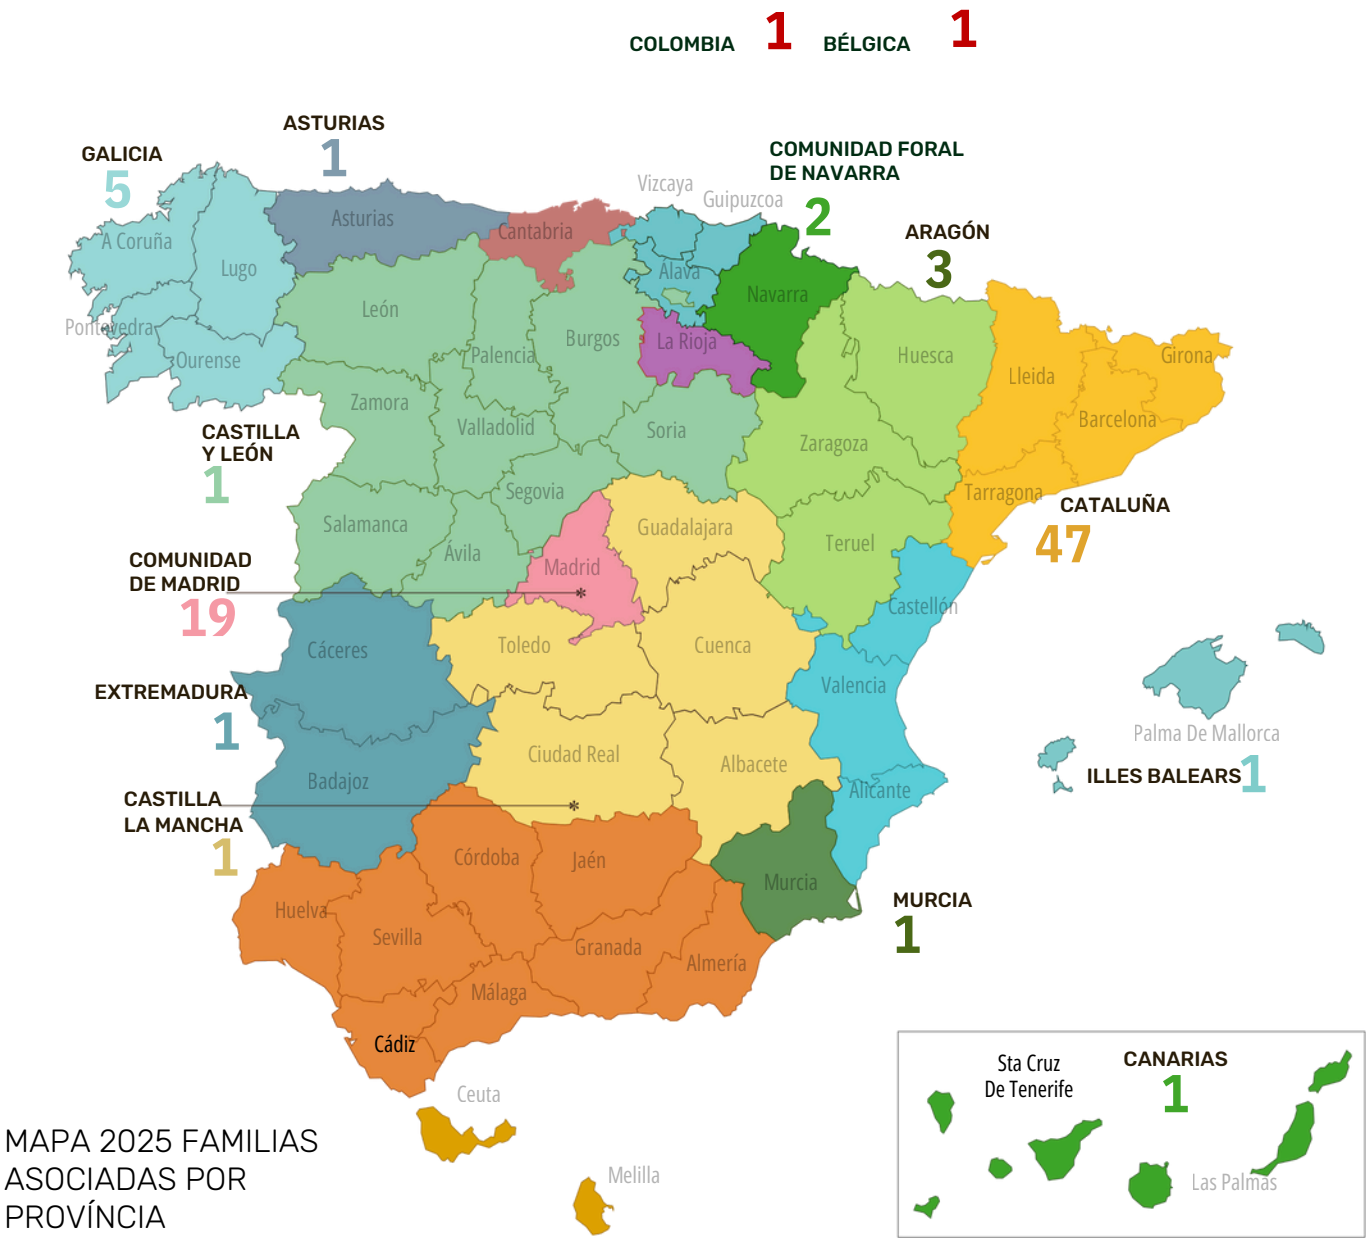 COLOMBIA 1 BÉLGICA 1
ASTURIAS
1
GALICIA
5
COMUNIDAD FORAL
DE NAVARRA
2
ARAGÓN
3
Vizcaya
Guipuzcoa
Asturias
Cantabria
A Coruña
Lugo
Álava
Navarra
León
Pontevedra
Ourense
Palencia
Burgos
La Rioja
Huesca
Lleida
Girona
Zamora
Valladolid
Soria
Zaragoza
Barcelona
CASTILLA
Y LEÓN
1
Segovia
Tarragona
CATALUÑA
47
Salamanca
Ávila
Guadalajara
Teruel
COMUNIDAD
DE MADRID
19
Madrid
*
Castellón
Cáceres
Toledo
Cuenca
Valencia
EXTREMADURA
1
Palma De Mallorca
ILLES BALEARS 1
Badajoz
Ciudad Real
Albacete
Alicante
CASTILLA
LA MANCHA
1
*
Córdoba
Jaén
Murcia
MURCIA
1
Huelva
Sevilla
Granada
Almería
Málaga
Cádiz
Ceuta
Melilla
Sta Cruz
De Tenerife
CANARIAS
1
Las Palmas
MAPA 2025 FAMILIAS
ASOCIADAS POR
PROVÍNCIA